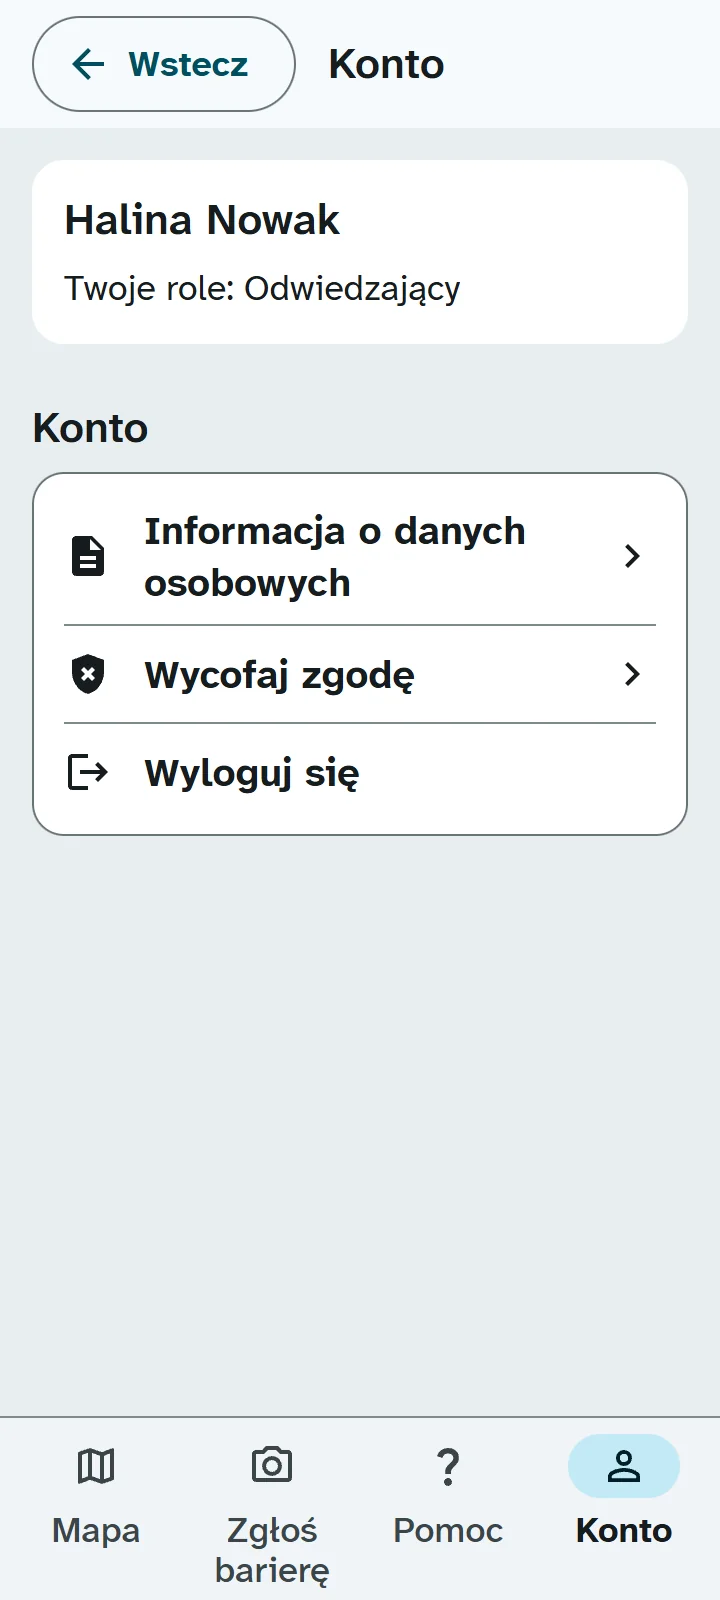 Wstecz
Konto
Halina Nowak
Twoje role: Odwiedzający
Konto
Informacja o danych
osobowych
Wycofaj zgodę
Wyloguj się
Mapa
Zgłoś
barierę
Pomoc
Konto